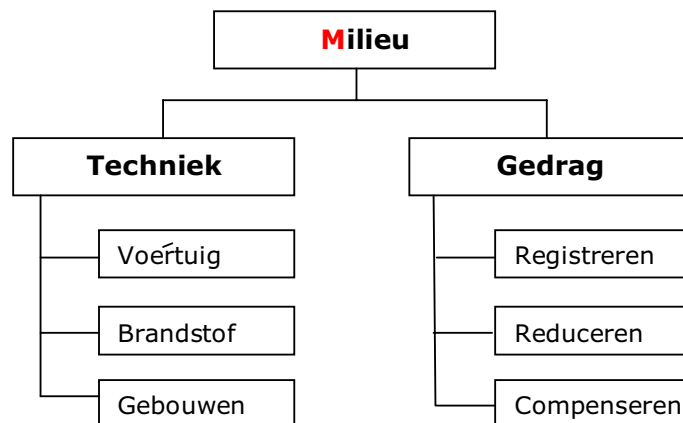 Milieu
Techniek
Gedrag
Voertuig
Registreren
Brandstof
Reduceren
Gebouwen
Compenseren